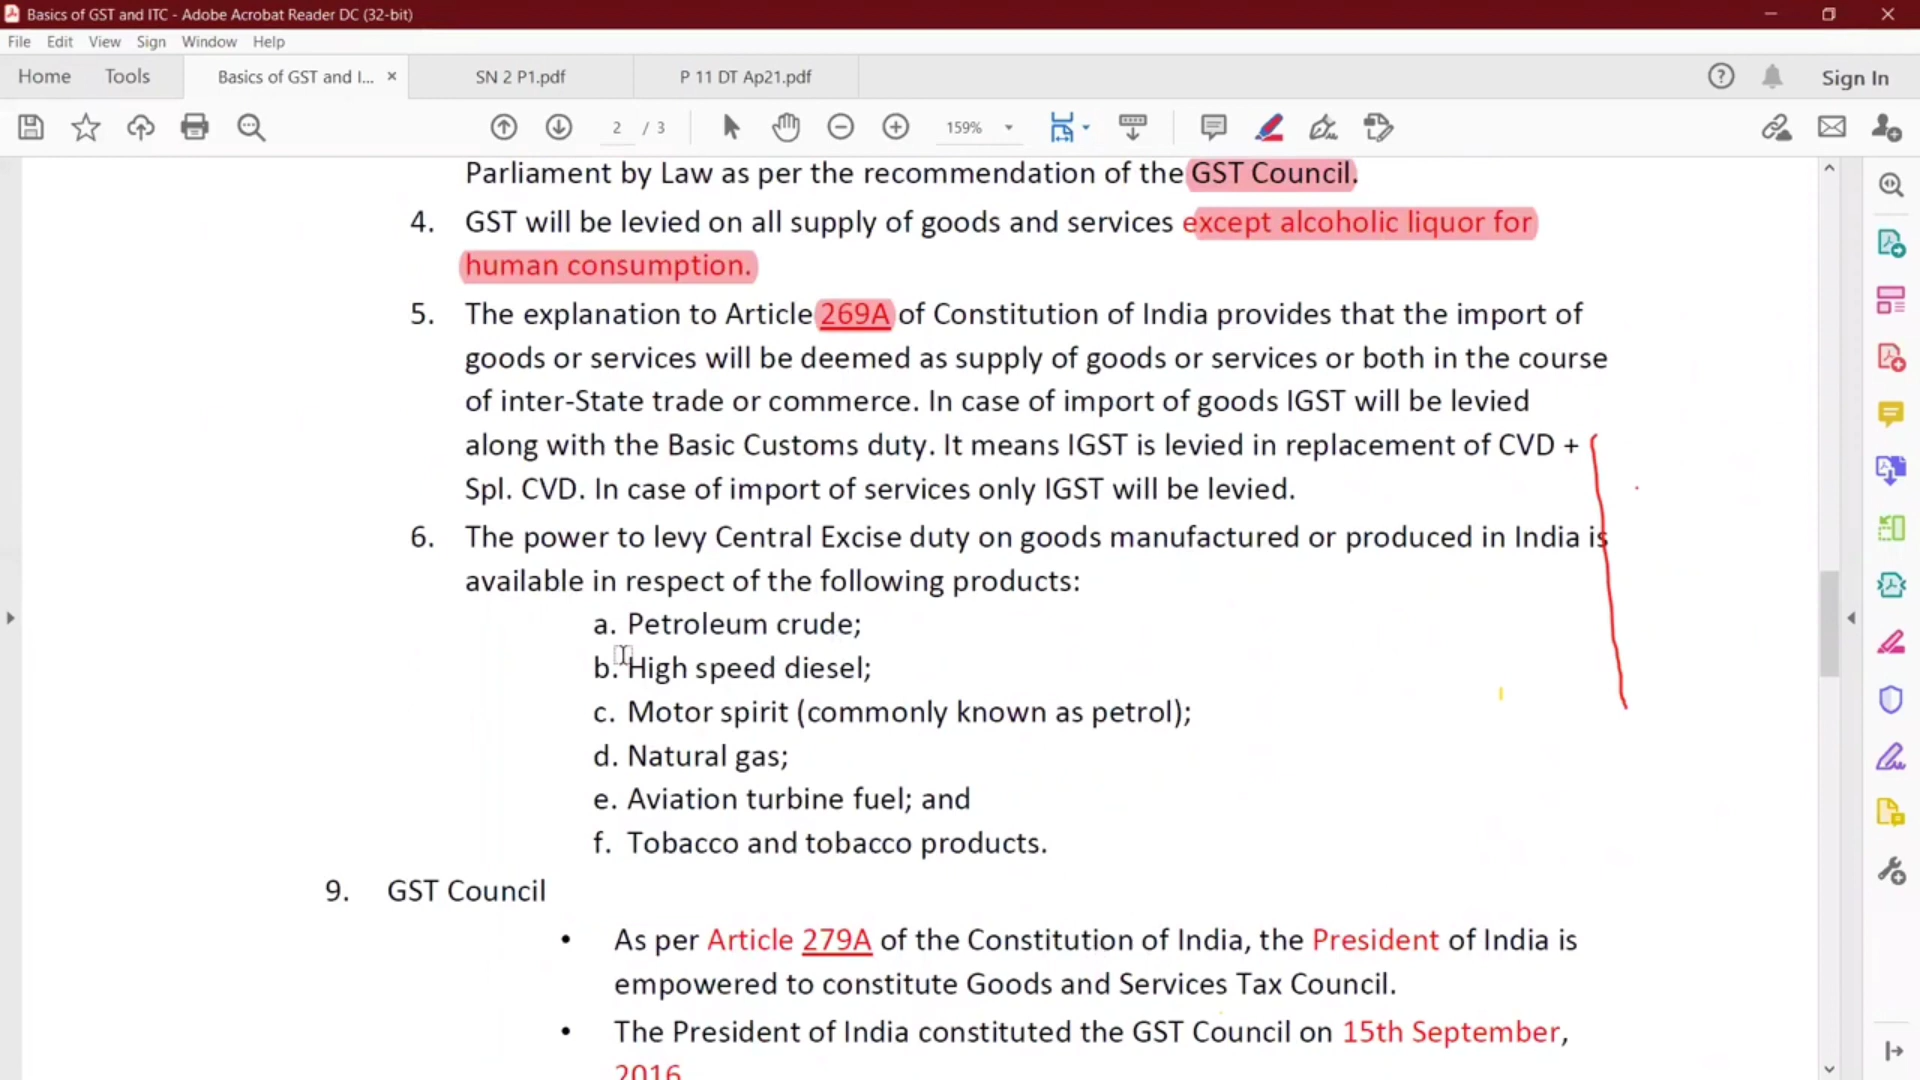 Basics of GST and ITC - Adobe Acrobat Reader DC (32-bit)
File Edit View Sign Window Help
Home Tools Basics of GST and I... × SN 2 P1.pdf P 11 DT Ap21.pdf Sign In
2 / 3 159%
Parliament by Law as per the recommendation of the GST Council.
4. GST will be levied on all supply of goods and services except alcoholic liquor for
human consumption.
5. The explanation to Article 269A of Constitution of India provides that the import of
goods or services will be deemed as supply of goods or services or both in the course
of inter-State trade or commerce. In case of import of goods IGST will be levied
along with the Basic Customs duty. It means IGST is levied in replacement of CVD +
Spl. CVD. In case of import of services only IGST will be levied.
6. The power to levy Central Excise duty on goods manufactured or produced in India is
available in respect of the following products:
a. Petroleum crude;
b. High speed diesel;
c. Motor spirit (commonly known as petrol);
d. Natural gas;
e. Aviation turbine fuel; and
f. Tobacco and tobacco products.
9. GST Council
• As per Article 279A of the Constitution of India, the President of India is
empowered to constitute Goods and Services Tax Council.
• The President of India constituted the GST Council on 15th September,
2016